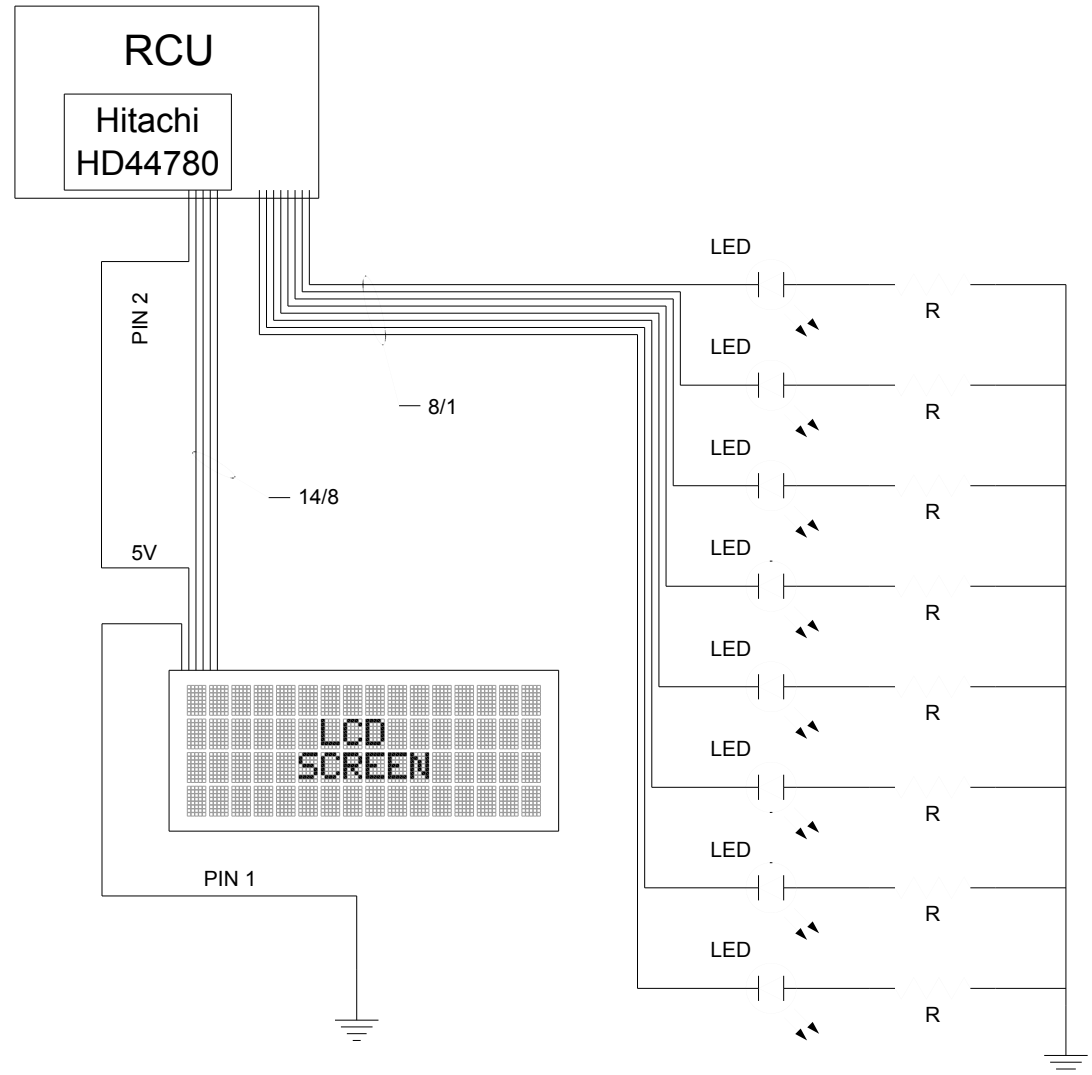 RCU
Hitachi
HD44780
LED
PIN 2
R
LED
8/1
R
LED
14/8
R
LED
5V
R
LED
R
LCD
SCREEN
LED
R
LED
PIN 1
R
LED
R